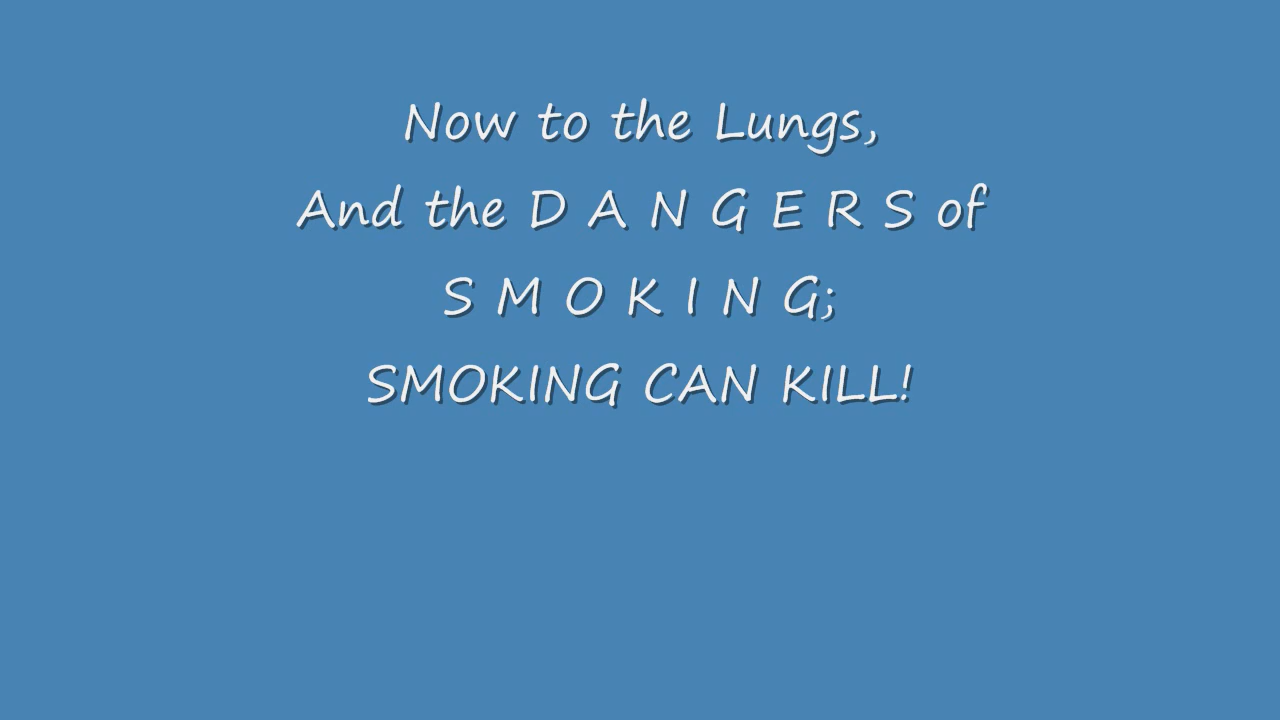 Now to the Lungs,
And the D A N G E R S of
S M O K I N G;
SMOKING CAN KILL!